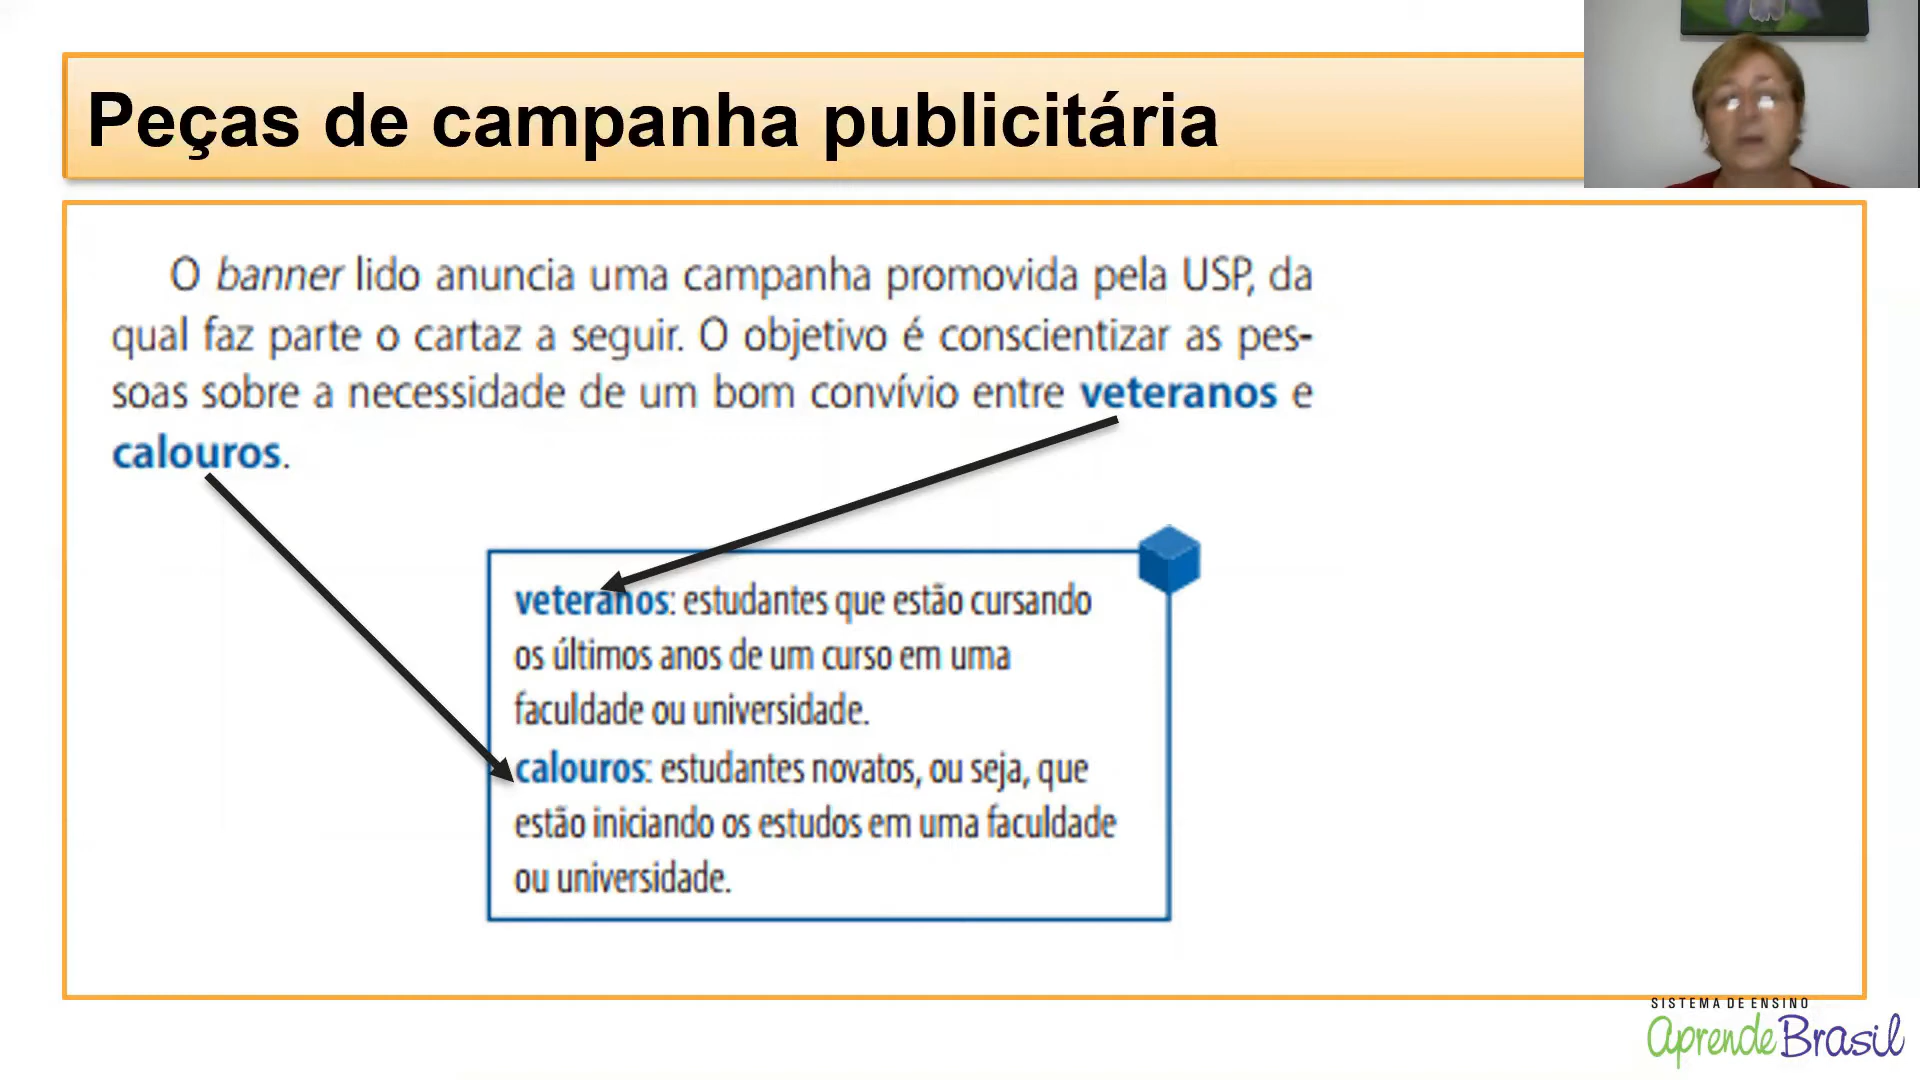 Peças de campanha publicitária
O banner lido anuncia uma campanha promovida pela USP, da
qual faz parte o cartaz a seguir. O objetivo é conscientizar as pes-
soas sobre a necessidade de um bom convívio entre veteranos e
calouros.
veteranos: estudantes que estão cursando
os últimos anos de um curso em uma
faculdade ou universidade.
calouros: estudantes novatos, ou seja, que
estão iniciando os estudos em uma faculdade
ou universidade.
SISTEMA DE ENSINO
aprende Brasil